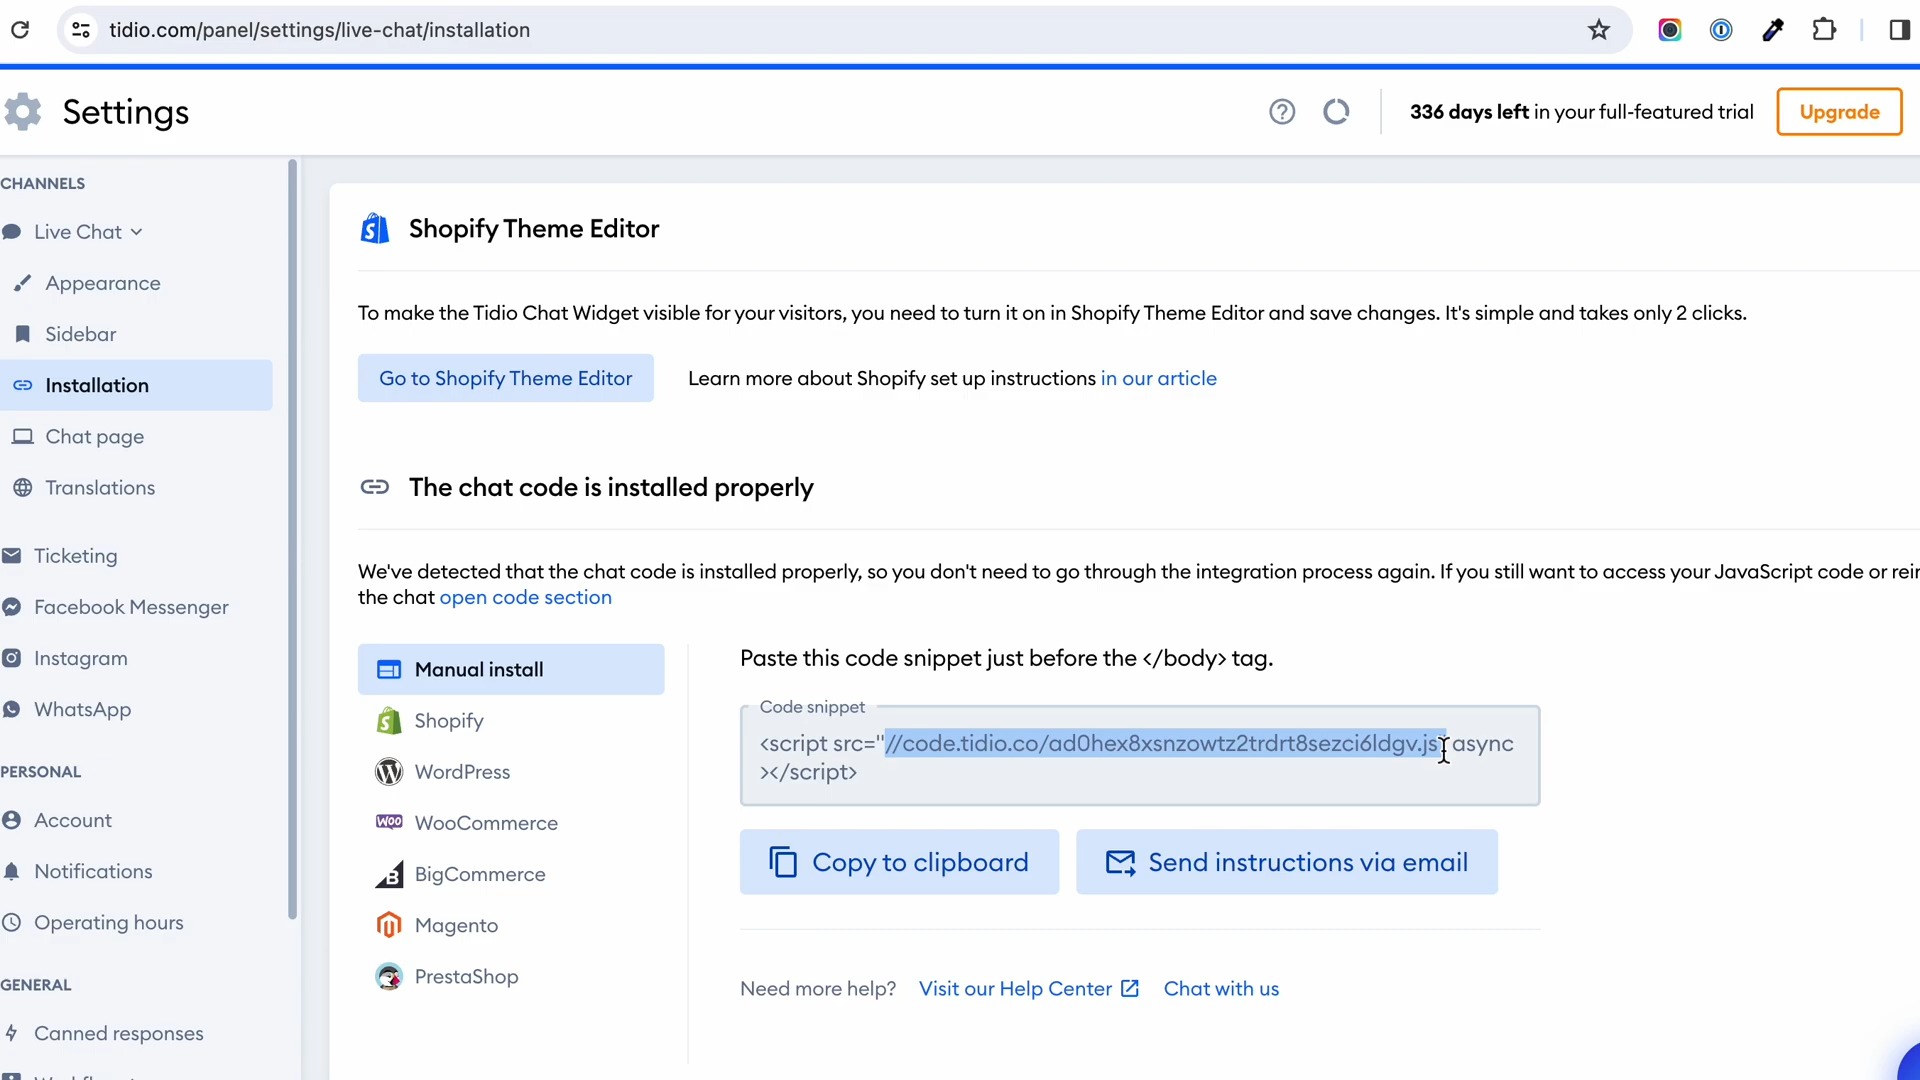 tidio.com/panel/settings/live-chat/installation
Settings
336 days left in your full-featured trial
Upgrade
CHANNELS
Live Chat
Appearance
Sidebar
Installation
Chat page
Translations
Ticketing
Facebook Messenger
Instagram
WhatsApp
PERSONAL
Account
Notifications
Operating hours
GENERAL
Canned responses
Shopify Theme Editor
To make the Tidio Chat Widget visible for your visitors, you need to turn it on in Shopify Theme Editor and save changes. It's simple and takes only 2 clicks.
Go to Shopify Theme Editor
Learn more about Shopify set up instructions in our article
The chat code is installed properly
We've detected that the chat code is installed properly, so you don't need to go through the integration process again. If you still want to access your JavaScript code or rein
the chat open code section
Manual install
Shopify
WordPress
WooCommerce
BigCommerce
Magento
PrestaShop
Paste this code snippet just before the </body> tag.
Code snippet
<script src="//code.tidio.co/ad0hex8xsnzowtz2trdrt8sezci6ldgv.js" async
></script>
Copy to clipboard
Send instructions via email
Need more help? Visit our Help Center Chat with us